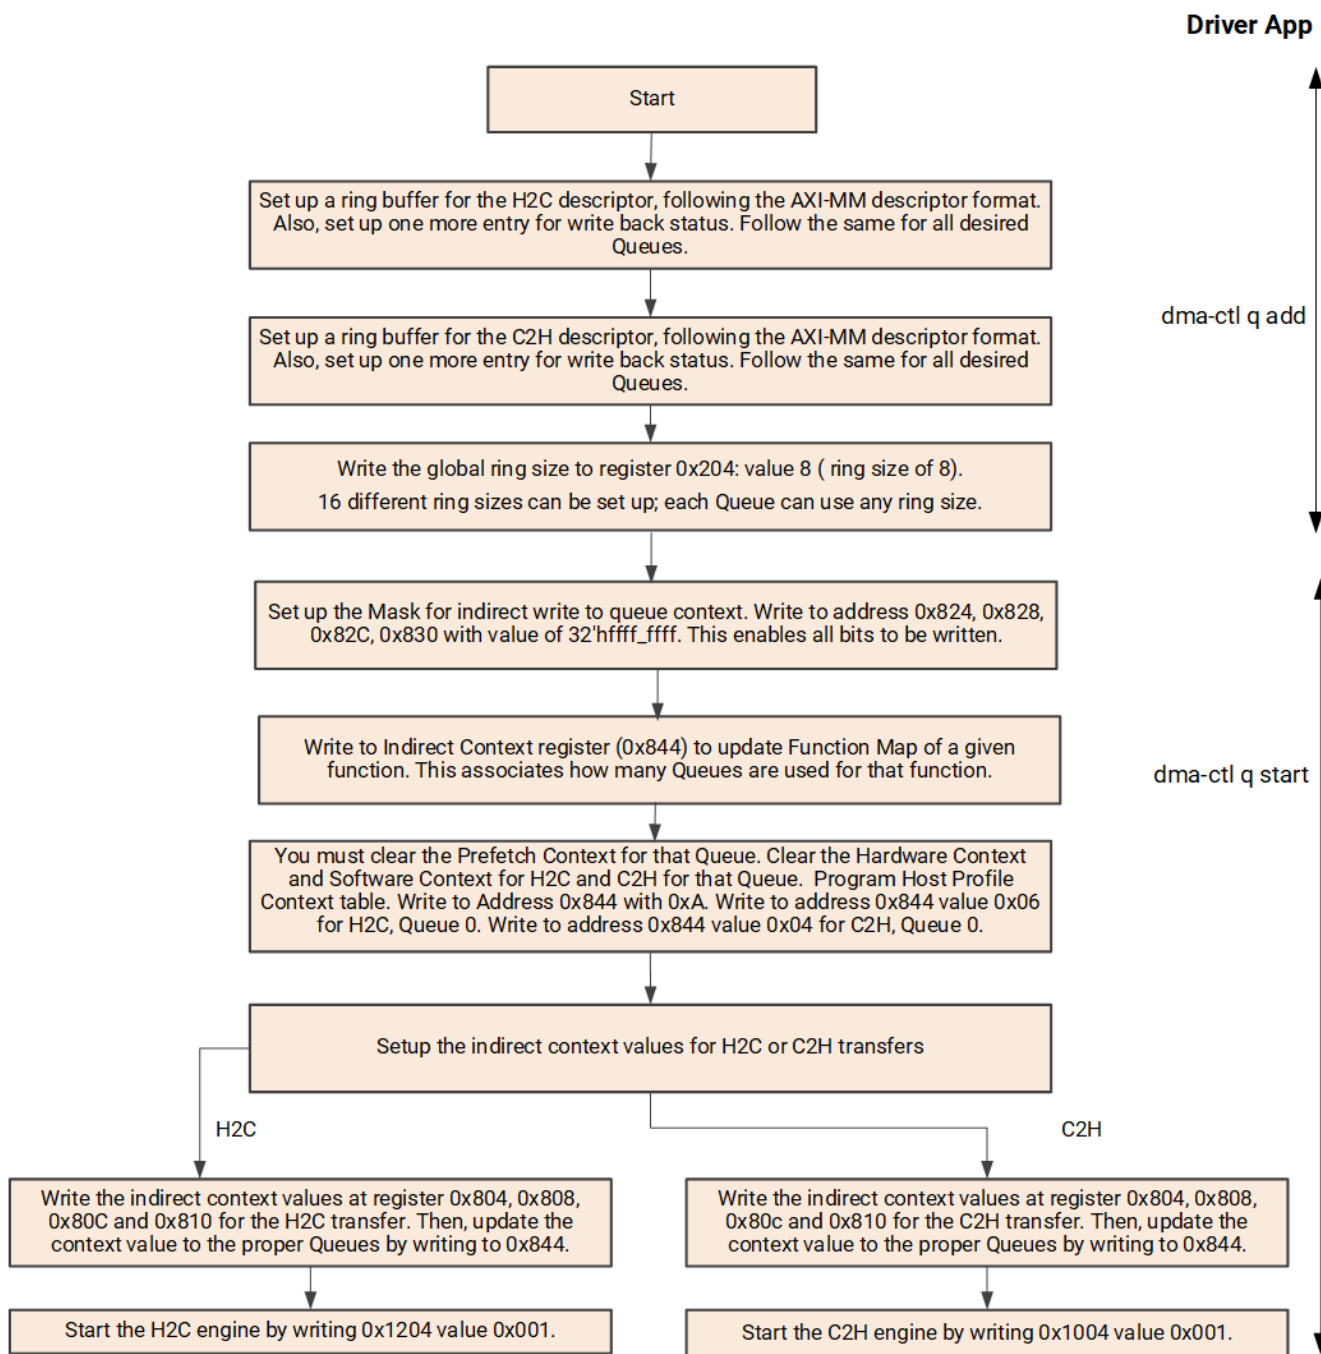 Driver App
Start
Set up a ring buffer for the H2C descriptor, following the AXI-MM descriptor format.
Also, set up one more entry for write back status. Follow the same for all desired
Queues.
dma-ctl q add
Set up a ring buffer for the C2H descriptor, following the AXI-MM descriptor format.
Also, set up one more entry for write back status. Follow the same for all desired
Queues.
Write the global ring size to register 0x204: value 8 ( ring size of 8).
16 different ring sizes can be set up; each Queue can use any ring size.
Set up the Mask for indirect write to queue context. Write to address 0x824, 0x828,
0x82C, 0x830 with value of 32'hffff_ffff. This enables all bits to be written.
Write to Indirect Context register (0x844) to update Function Map of a given
function. This associates how many Queues are used for that function.
dma-ctl q start
You must clear the Prefetch Context for that Queue. Clear the Hardware Context
and Software Context for H2C and C2H for that Queue.  Program Host Profile
Context table. Write to Address 0x844 with 0xA. Write to address 0x844 value 0x06
for H2C, Queue 0. Write to address 0x844 value 0x04 for C2H, Queue 0.
Setup the indirect context values for H2C or C2H transfers
H2C
C2H
Write the indirect context values at register 0x804, 0x808,
0x80C and 0x810 for the H2C transfer. Then, update the
context value to the proper Queues by writing to 0x844.
Write the indirect context values at register 0x804, 0x808,
0x80c and 0x810 for the C2H transfer. Then, update the
context value to the proper Queues by writing to 0x844.
Start the H2C engine by writing 0x1204 value 0x001.
Start the C2H engine by writing 0x1004 value 0x001.